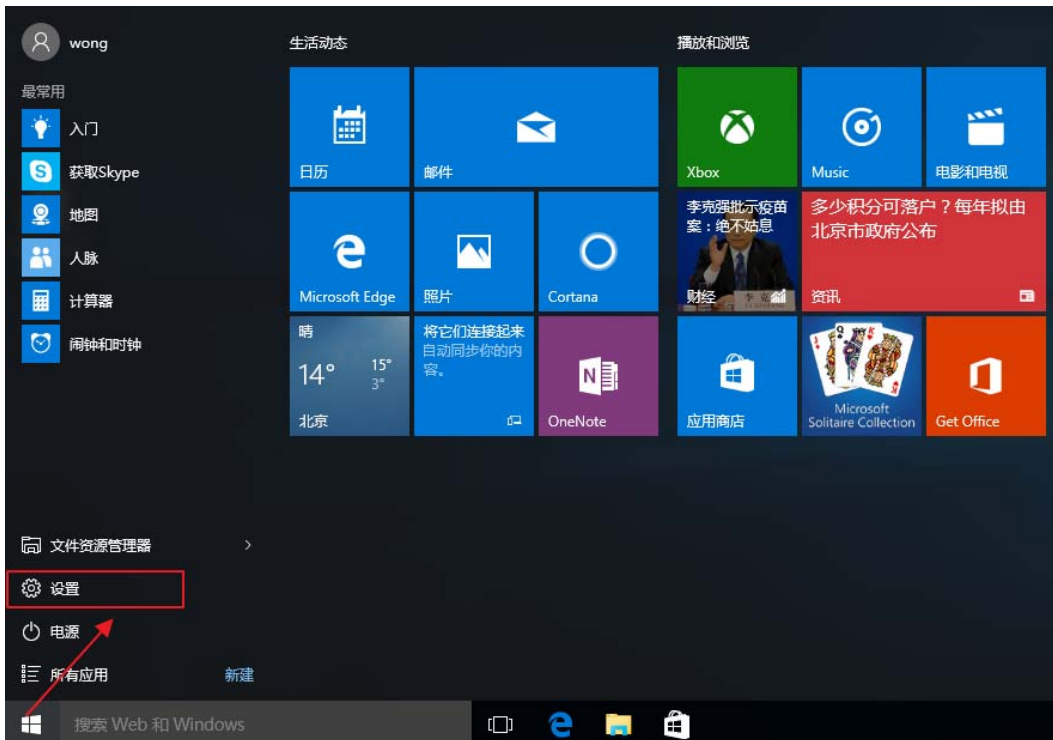 wong
最常用
入门
获取Skype
地图
人脉
计算器
闹钟和时钟
文件资源管理器
设置
电源
所有应用
新建
生活动态
日历
邮件
Microsoft Edge
照片
Cortana
晴
14°
15°
3°
北京
将它们连接起来
自动同步你的内
容。
OneNote
播放和浏览
Xbox
Music
电影和电视
李克强批示疫苗
案：绝不姑息
财经
多少积分可落户？每年拟由
北京市政府公布
资讯
应用商店
Microsoft
Solitaire Collection
Get Office
搜索 Web 和 Windows